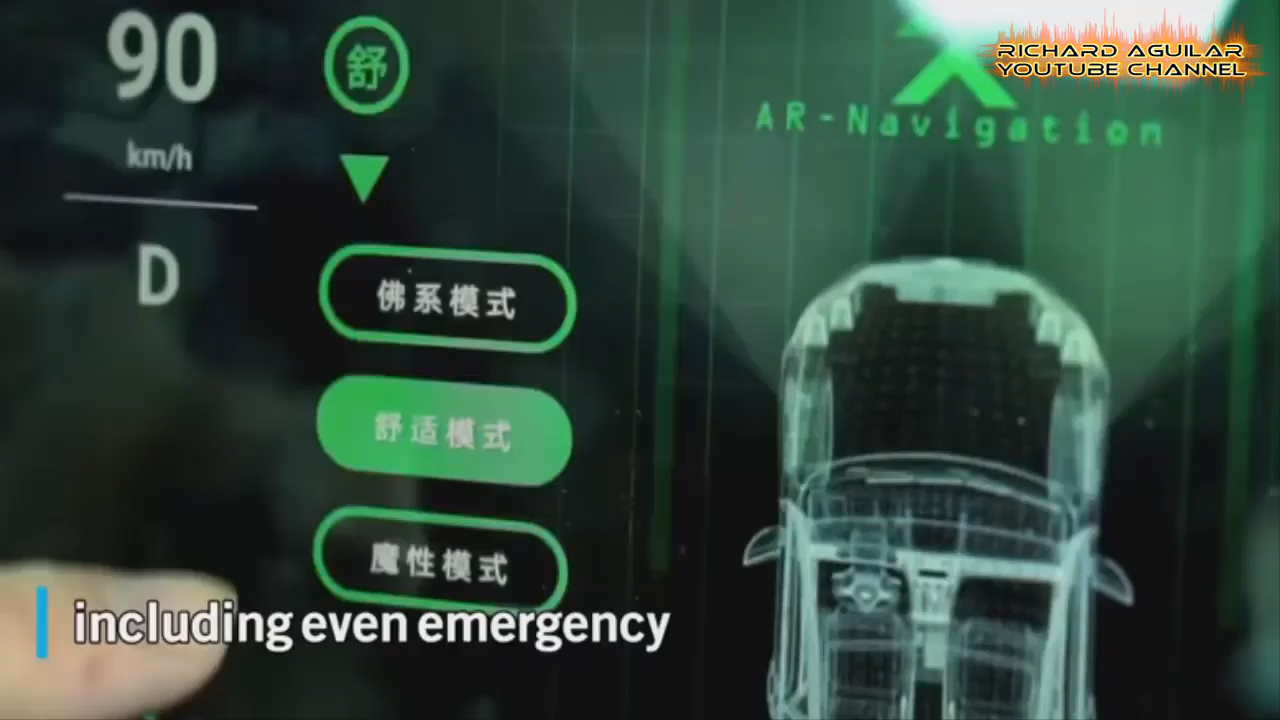 90
km/h
D
舒
佛系模式
舒适模式
魔性模式
AR-Navigation
RICHARD AGUILAR
YOUTUBE CHANNEL
including even emergency